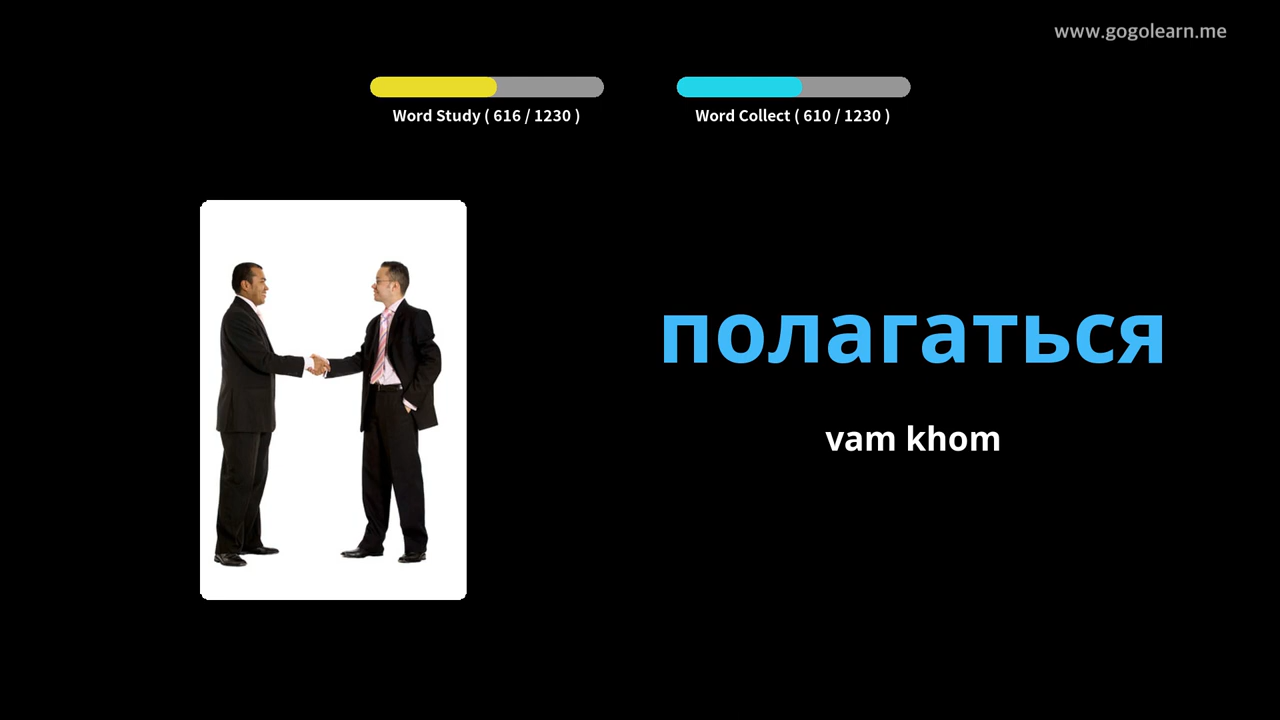 www.gogolearn.me
Word Study ( 616 / 1230 )
Word Collect ( 610 / 1230 )
полагаться
vam khom